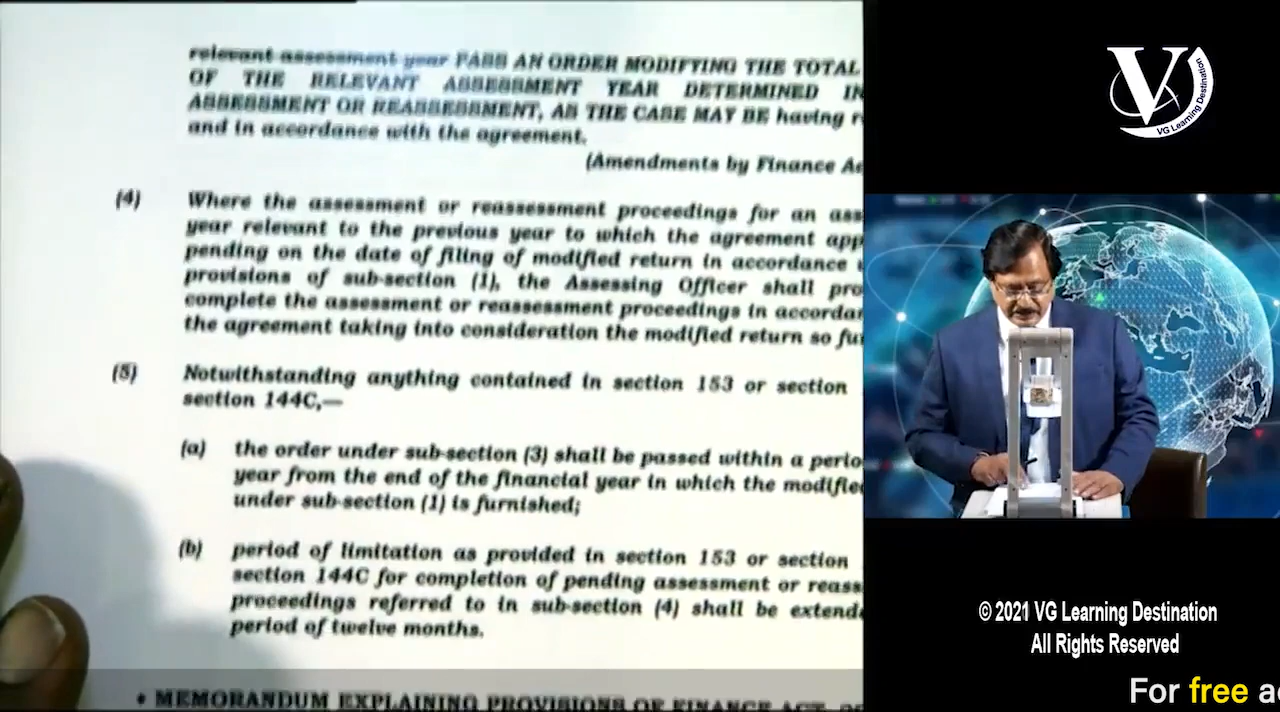 relevant assessment year PASS AN ORDER MODIFYING THE TOTAL
OF THE RELEVANT ASSESSMENT YEAR DETERMINED IN
ASSESSMENT OR REASSESSMENT, AS THE CASE MAY BE having
and in accordance with the agreement.
(Amendments by Finance
(4) Where the assessment or reassessment proceedings for an
year relevant to the previous year to which the agreement
pending on the date of filing of modified return in accordance
provisions of sub-section (1), the Assessing Officer shall
complete the assessment or reassessment proceedings in
the agreement taking into consideration the modified return so
(5) Notwithstanding anything contained in section 153 or section
section 144C,—
(a) the order under sub-section (3) shall be passed within a
year from the end of the financial year in which the
under sub-section (1) is furnished;
(b) period of limitation as provided in section 153 or section
section 144C for completion of pending assessment or
proceedings referred to in sub-section (4) shall be
period of twelve months.
• MEMORANDUM EXPLAINING PROVISIONS OF FINANCE ACT,
V
VG Learning Destination
© 2021 VG Learning Destination
All Rights Reserved
For free